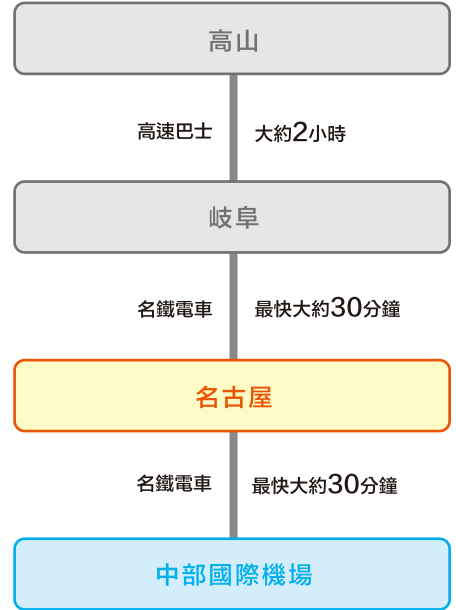 高山
高速巴士 大約2小時
岐阜
名鐵電車 最快大約30分鐘
名古屋
名鐵電車 最快大約30分鐘
中部國際機場